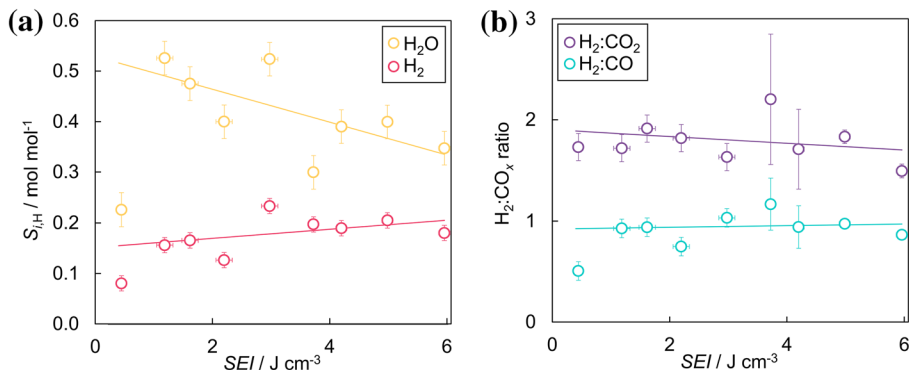 (a)
0.6
0.5
0.4
0.3
0.2
0.1
0.0
S_{i,H} / mol mol⁻¹
H₂O
H₂
0 2 4 6
SEI / J cm⁻³
(b)
3
2
1
0
H₂:COₓ ratio
H₂:CO₂
H₂:CO
0 2 4 6
SEI / J cm⁻³